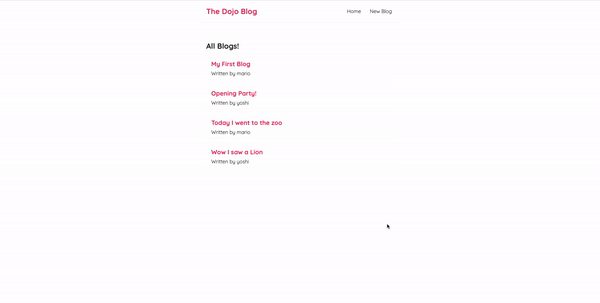 The Dojo Blog
Home New Blog
All Blogs!
My First Blog
Written by mario
Opening Party!
Written by yoshi
Today I went to the zoo
Written by mario
Wow I saw a Lion
Written by yoshi